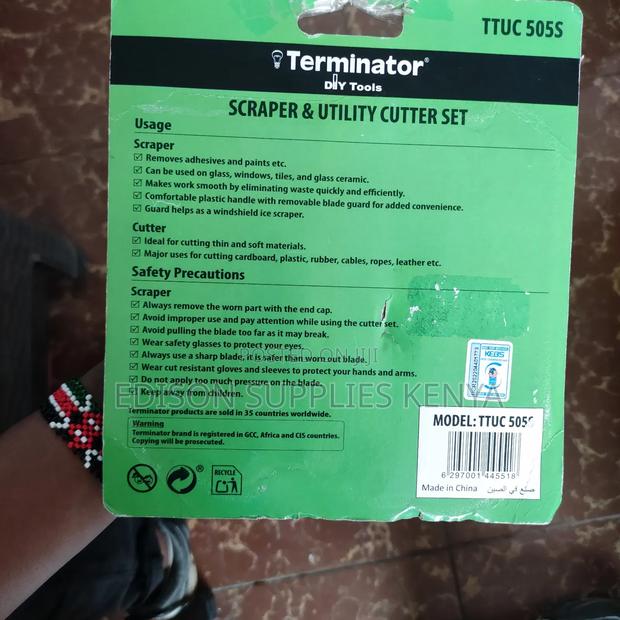 TTUC 505S
Terminator®
DIY Tools
SCRAPER & UTILITY CUTTER SET
Usage
Scraper
Removes adhesives and paints etc.
Can be used on glass, windows, tiles, and glass ceramic.
Makes work smooth by eliminating waste quickly and efficiently.
Comfortable plastic handle with removable blade guard for added convenience.
Guard helps as a windshield ice scraper.
Cutter
Ideal for cutting thin and soft materials.
Major uses for cutting cardboard, plastic, rubber, cables, ropes, leather etc.
Safety Precautions
Scraper
Always remove the worn part with the end cap.
Avoid improper use and pay attention while using the cutter set.
Avoid pulling the blade too far as it may break.
Wear safety glasses to protect your eyes.
Always use a sharp blade, it is safer than worn out blade.
Wear cut resistant gloves and sleeves to protect your hands and arms.
Do not apply too much pressure on the blade.
Keep away from children.
POSTED ON JIJI
EDISON SUPPLIES KENYA
Terminator products are sold in 35 countries worldwide.
Warning
Terminator brand is registered in GCC, Africa and CIS countries.
Copying will be prosecuted.
RECYCLE
KEBS
MODEL: TTUC 505S
6 297001 445518
Made in China صنع في الصين